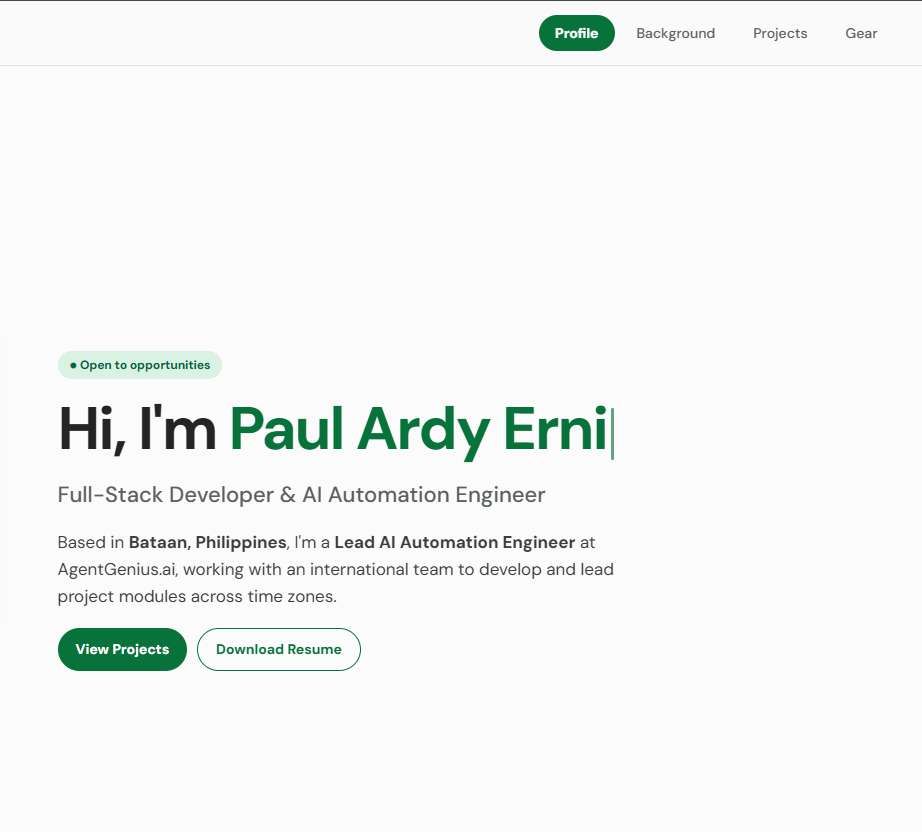 Profile Background Projects Gear
● Open to opportunities
Hi, I'm Paul Ardy Erni
Full-Stack Developer & AI Automation Engineer
Based in Bataan, Philippines, I'm a Lead AI Automation Engineer at
AgentGenius.ai, working with an international team to develop and lead
project modules across time zones.
View Projects Download Resume